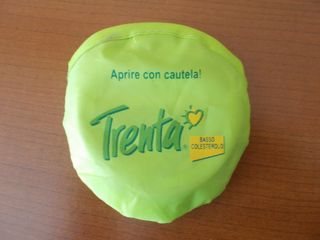 Aprire con cautela!
Trenta®
BASSO
COLESTEROLO